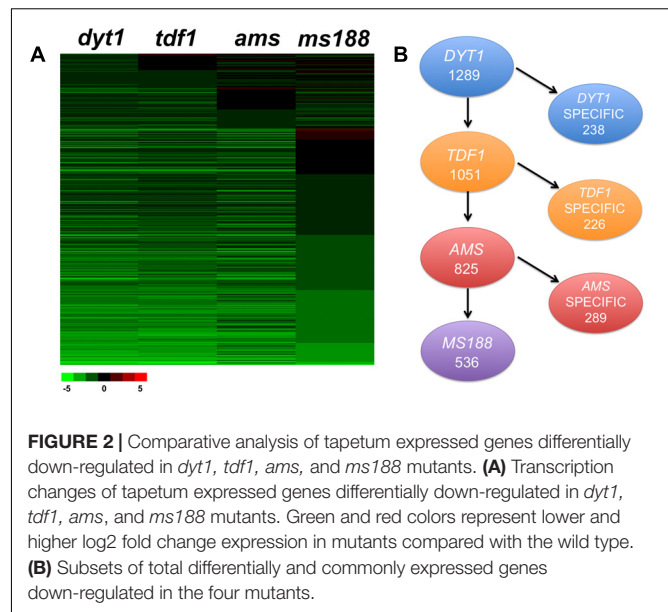 dyt1 tdf1 ams ms188
A
B
DYT1
1289
DYT1
SPECIFIC
238
TDF1
1051
TDF1
SPECIFIC
226
AMS
825
AMS
SPECIFIC
289
MS188
536
-5 0 5
FIGURE 2 | Comparative analysis of tapetum expressed genes differentially
down-regulated in dyt1, tdf1, ams, and ms188 mutants. (A) Transcription
changes of tapetum expressed genes differentially down-regulated in dyt1,
tdf1, ams, and ms188 mutants. Green and red colors represent lower and
higher log2 fold change expression in mutants compared with the wild type.
(B) Subsets of total differentially and commonly expressed genes
down-regulated in the four mutants.